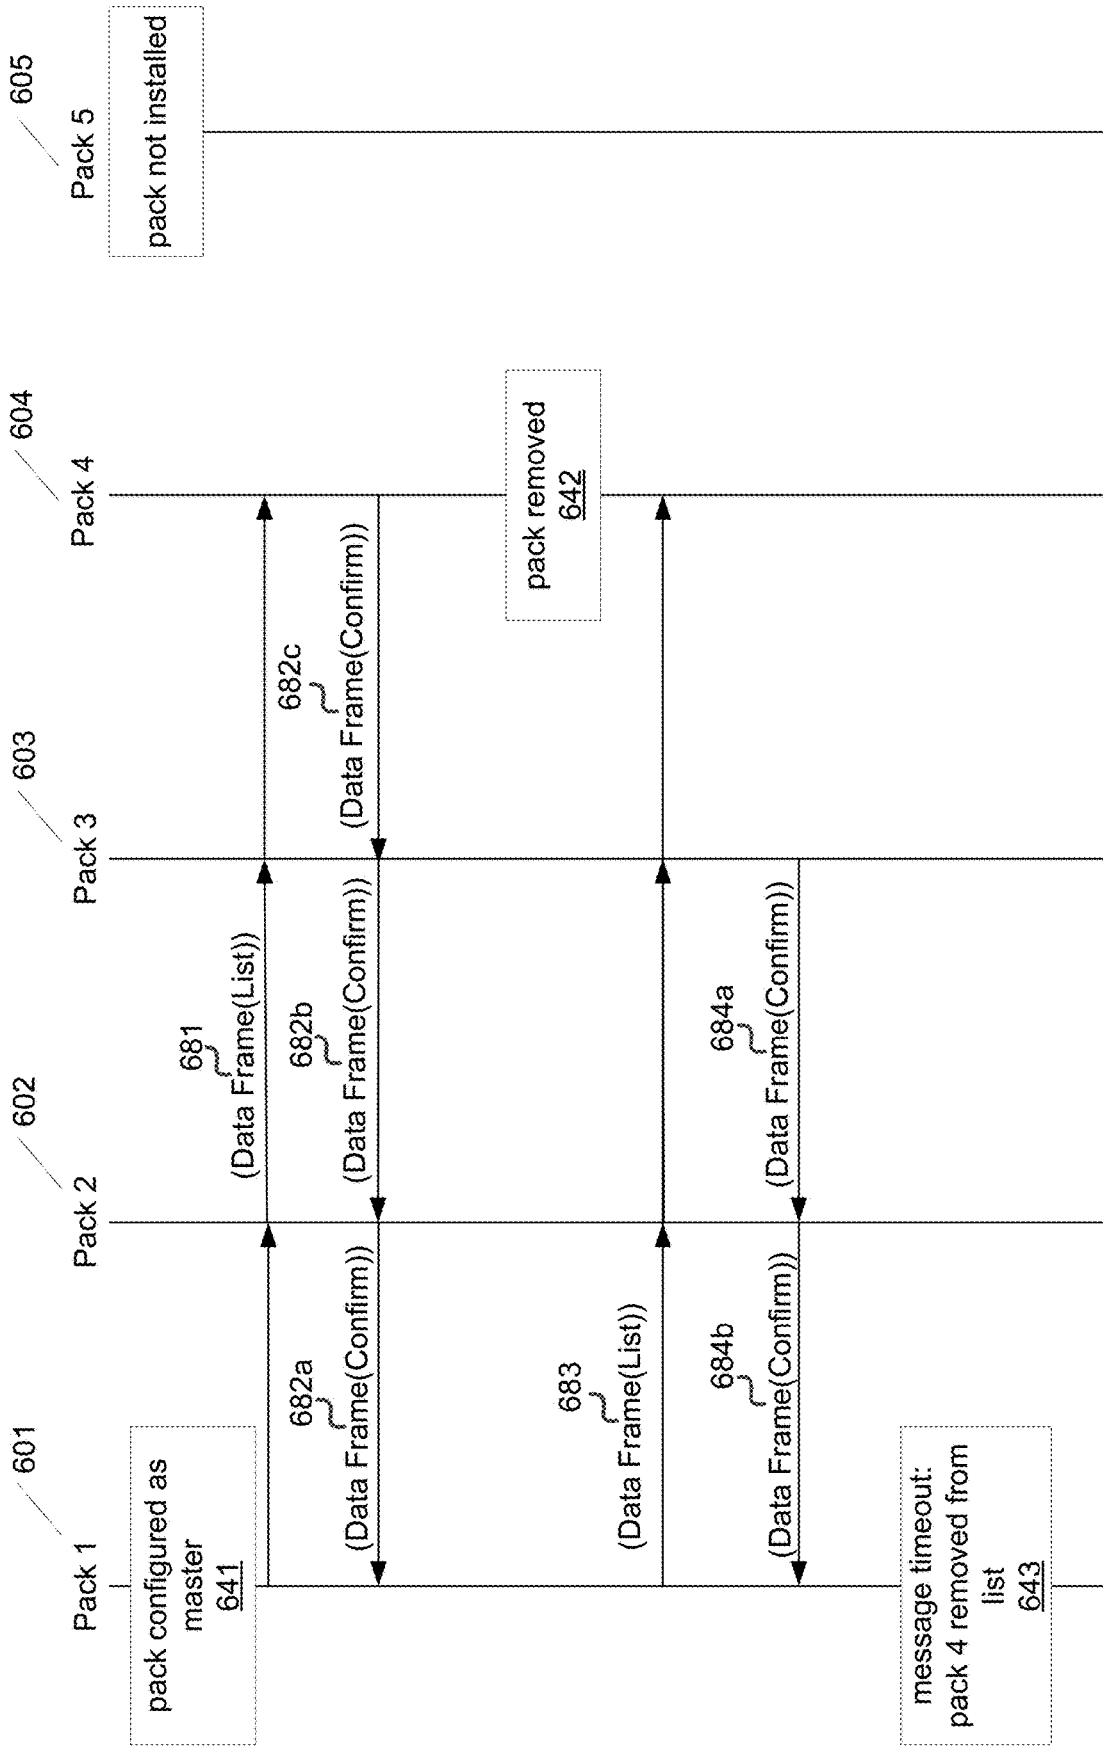 601
602
603
604
605
Pack 1
Pack 2
Pack 3
Pack 4
Pack 5
pack configured as
master
641
pack not installed
681
(Data Frame(List))
682a
(Data Frame(Confirm))
682b
(Data Frame(Confirm))
682c
(Data Frame(Confirm))
pack removed
642
683
(Data Frame(List))
684b
(Data Frame(Confirm))
684a
(Data Frame(Confirm))
message timeout:
pack 4 removed from
list
643